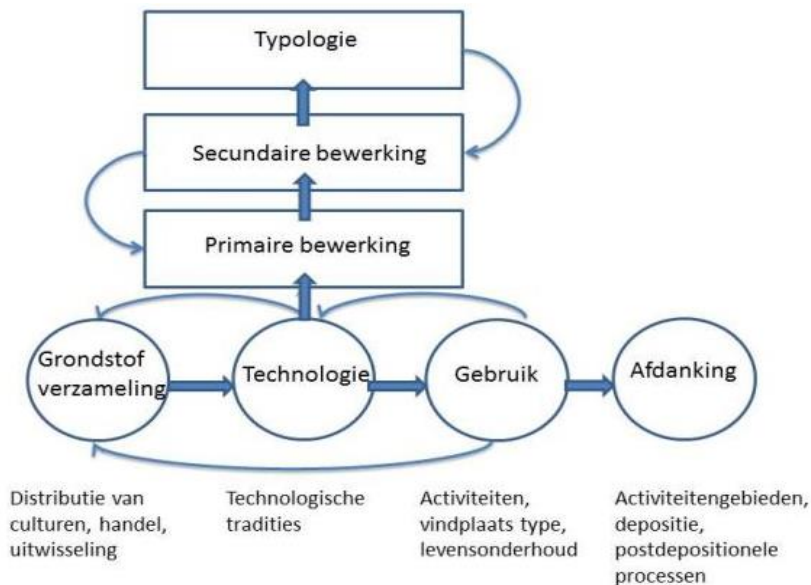 Typologie
Secundaire bewerking
Primaire bewerking
Grondstof
verzameling
Technologie
Gebruik
Afdanking
Distributie van
culturen, handel,
uitwisseling
Technologische
tradities
Activiteiten,
vindplaats type,
levensonderhoud
Activiteitengebieden,
depositie,
postdepositionele
processen